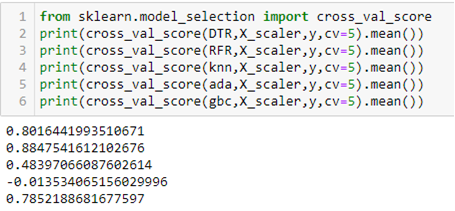 1 from sklearn.model_selection import cross_val_score
2 print(cross_val_score(DTR,X_scaler,y,cv=5).mean())
3 print(cross_val_score(RFR,X_scaler,y,cv=5).mean())
4 print(cross_val_score(knn,X_scaler,y,cv=5).mean())
5 print(cross_val_score(ada,X_scaler,y,cv=5).mean())
6 print(cross_val_score(gbc,X_scaler,y,cv=5).mean())
0.8016441993510671
0.8847541612102676
0.48397066087602614
-0.013534065156029996
0.7852188681677597